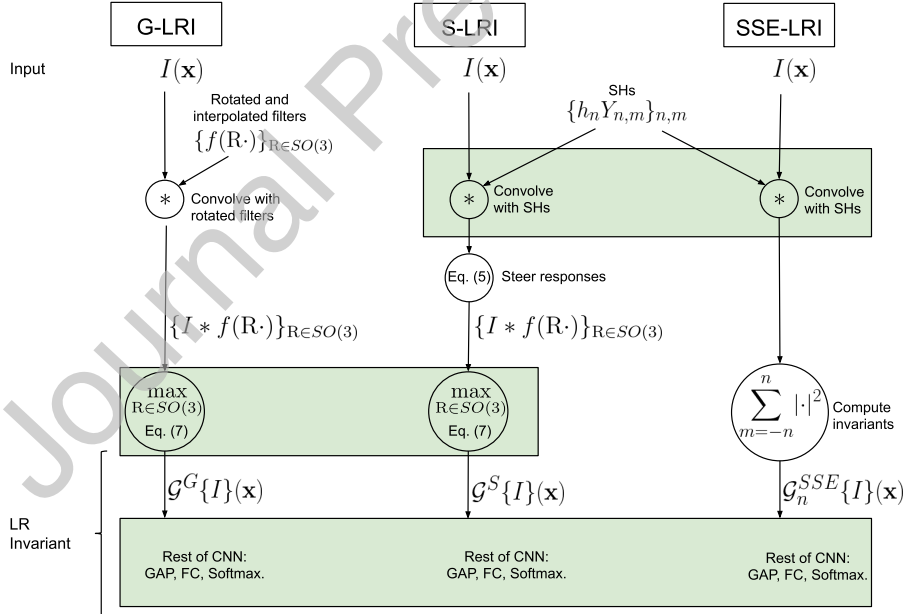 G-LRI
S-LRI
SSE-LRI
Input
I(x)
I(x)
I(x)
Rotated and
interpolated filters
{f(R·)}_{R∈SO(3)}
SHs
{h_n Y_{n,m}}_{n,m}
*
Convolve with
rotated filters
*
Convolve
with SHs
*
Convolve
with SHs
Eq. (5)
Steer responses
{I * f(R·)}_{R∈SO(3)}
{I * f(R·)}_{R∈SO(3)}
max
R∈SO(3)
Eq. (7)
max
R∈SO(3)
Eq. (7)
n
∑ |·|²
m=−n
Compute
invariants
𝒢^G{I}(x)
𝒢^S{I}(x)
𝒢_n^{SSE}{I}(x)
LR
Invariant
Rest of CNN:
GAP, FC, Softmax.
Rest of CNN:
GAP, FC, Softmax.
Rest of CNN:
GAP, FC, Softmax.
Journal Pre